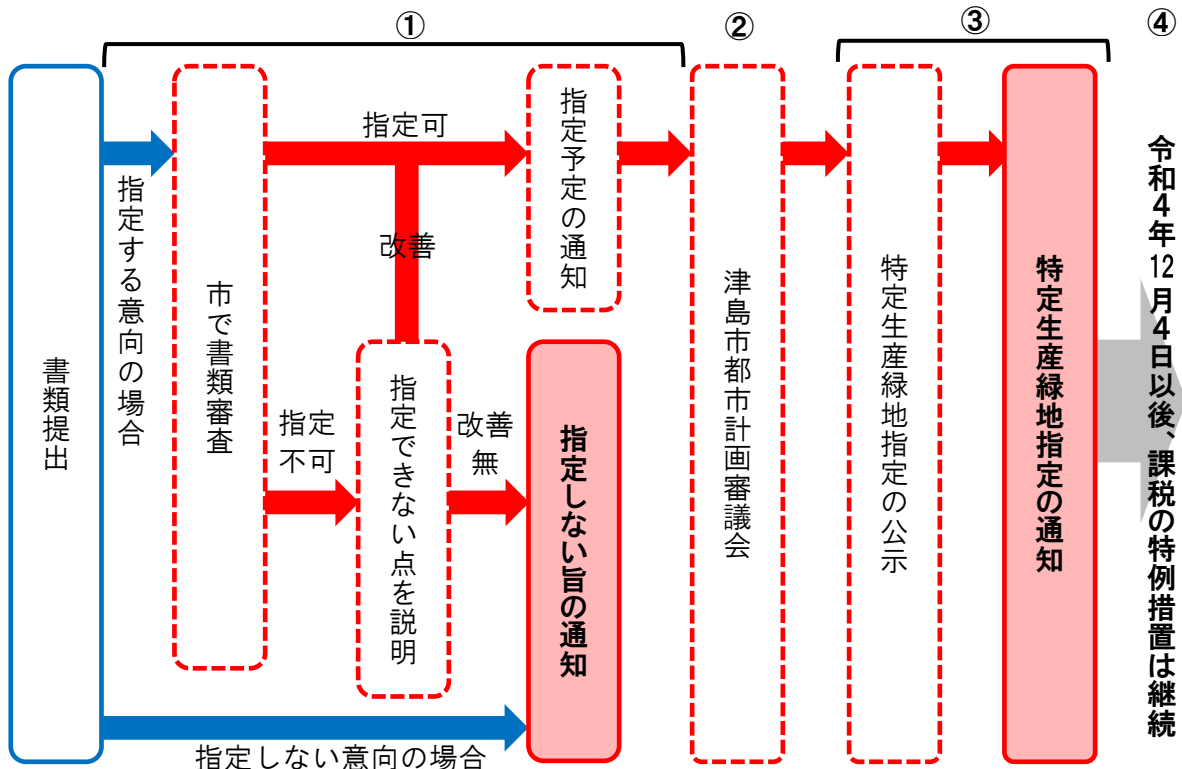 ①
②
③
④
書類提出
指定する意向の場合
市で書類審査
指定可
改善
指定
不可
指定できない点を説明
改善
無
指定予定の通知
指定しない旨の通知
指定しない意向の場合
津島市都市計画審議会
特定生産緑地指定の公示
特定生産緑地指定の通知
令和4年12月4日以後、課税の特例措置は継続